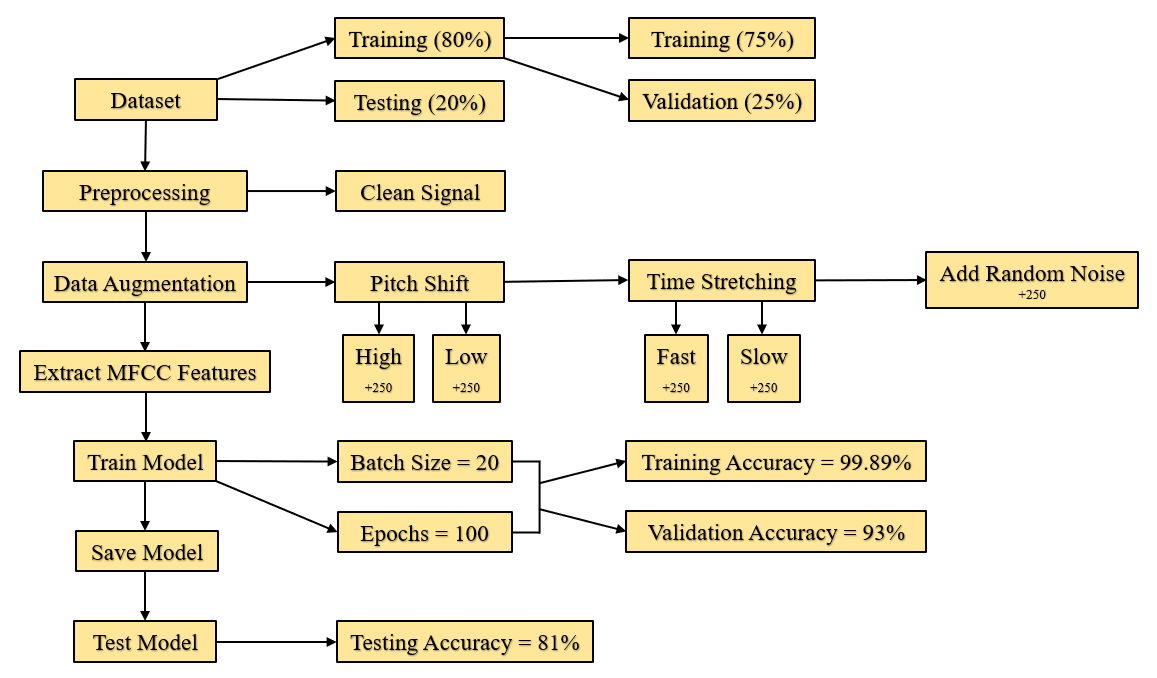 Training (80%)
Training (75%)
Dataset
Testing (20%)
Validation (25%)
Preprocessing
Clean Signal
Data Augmentation
Pitch Shift
Time Stretching
Add Random Noise
+250
High
+250
Low
+250
Fast
+250
Slow
+250
Extract MFCC Features
Train Model
Batch Size = 20
Training Accuracy = 99.89%
Epochs = 100
Validation Accuracy = 93%
Save Model
Test Model
Testing Accuracy = 81%